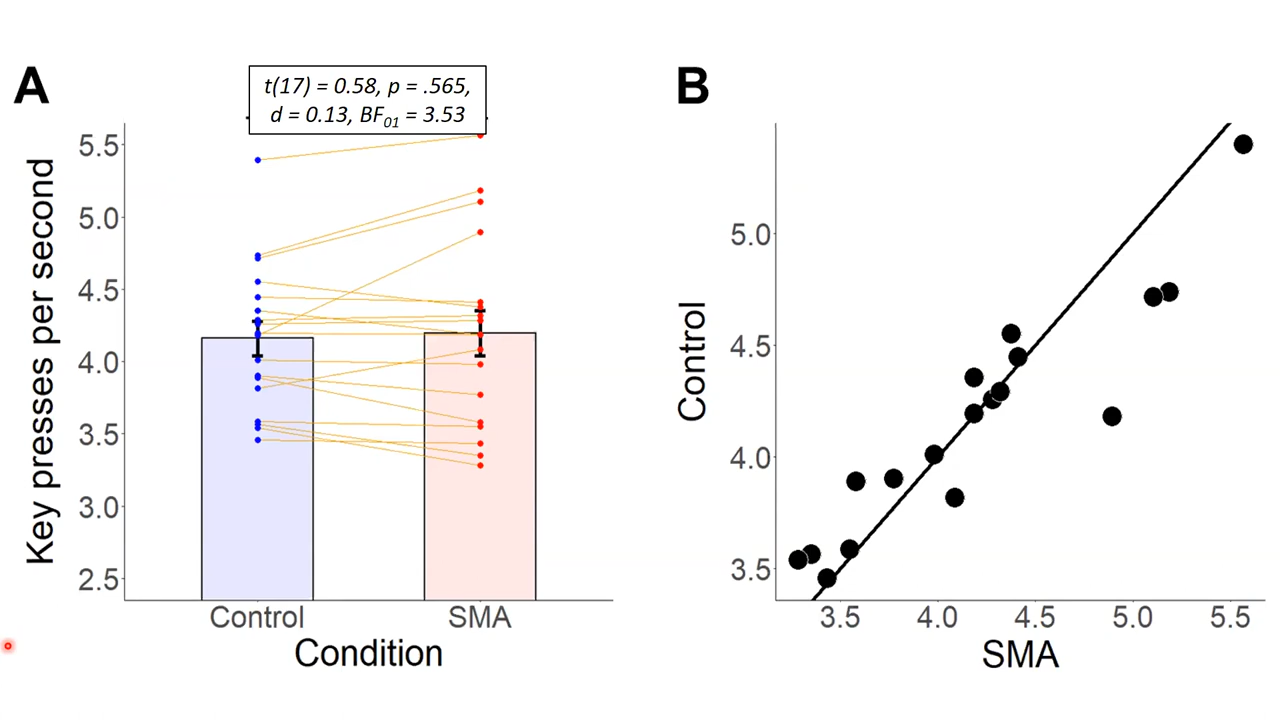 A
t(17) = 0.58, p = .565,
d = 0.13, BF01 = 3.53
Key presses per second
5.5
5.0
4.5
4.0
3.5
3.0
2.5
Control
SMA
Condition
B
Control
5.0
4.5
4.0
3.5
3.5
4.0
4.5
5.0
5.5
SMA